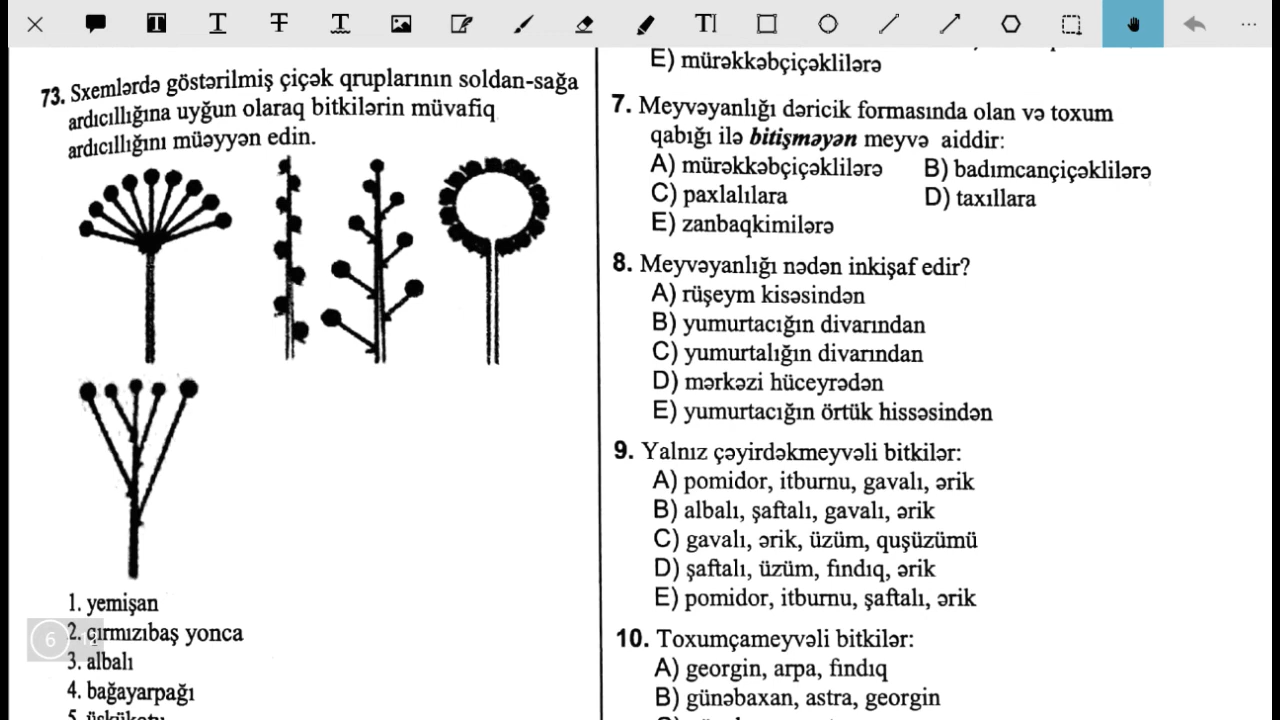 73. Sxemlərdə göstərilmiş çiçək qruplarının soldan-sağa
ardıcıllığına uyğun olaraq bitkilərin müvafiq
ardıcıllığını müəyyən edin.
1. yemişan
2. qırmızıbaş yonca
3. albalı
4. bağayarpağı
E) mürəkkəbçiçəklilərə
7. Meyvəyanlığı dəricik formasında olan və toxum
qabığı ilə bitişməyən meyvə aiddir:
A) mürəkkəbçiçəklilərə B) badımcançiçəklilərə
C) paxlalılara D) taxıllara
E) zanbaqkimilərə
8. Meyvəyanlığı nədən inkişaf edir?
A) rüşeym kisəsindən
B) yumurtacığın divarından
C) yumurtalığın divarından
D) mərkəzi hüceyrədən
E) yumurtacığın örtük hissəsindən
9. Yalnız çəyirdəkmeyvəli bitkilər:
A) pomidor, itburnu, gavalı, ərik
B) albalı, şaftalı, gavalı, ərik
C) gavalı, ərik, üzüm, quşüzümü
D) şaftalı, üzüm, fındıq, ərik
E) pomidor, itburnu, şaftalı, ərik
10. Toxumçameyvəli bitkilər:
A) georgin, arpa, fındıq
B) günəbaxan, astra, georgin